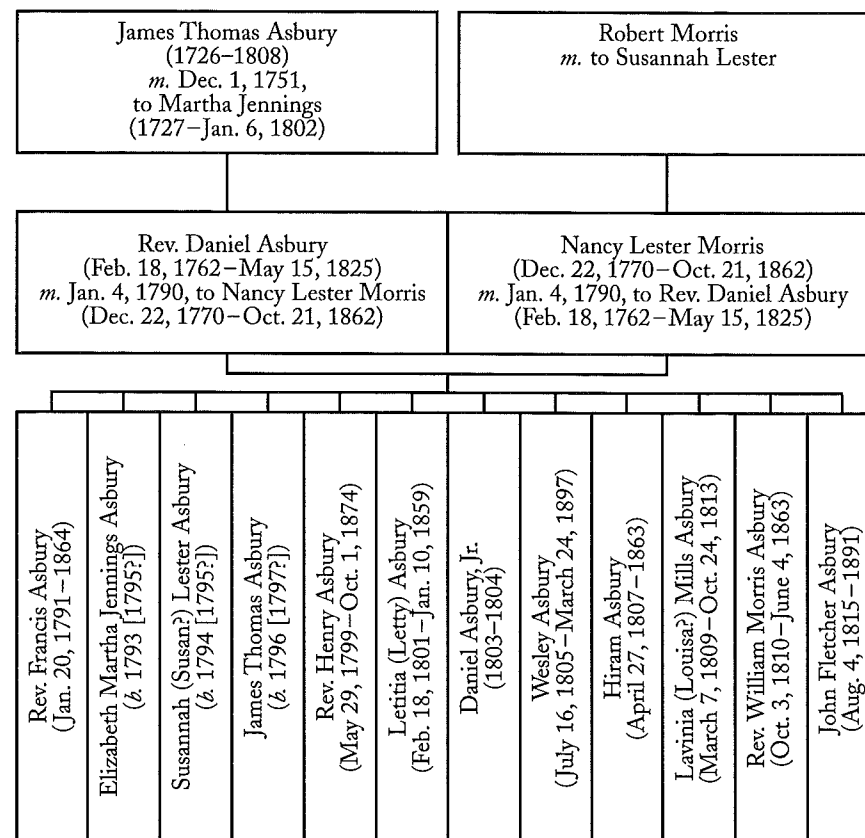 James Thomas Asbury
(1726–1808)
m. Dec. 1, 1751,
to Martha Jennings
(1727–Jan. 6, 1802)
Robert Morris
m. to Susannah Lester
Rev. Daniel Asbury
(Feb. 18, 1762–May 15, 1825)
m. Jan. 4, 1790, to Nancy Lester Morris
(Dec. 22, 1770–Oct. 21, 1862)
Nancy Lester Morris
(Dec. 22, 1770–Oct. 21, 1862)
m. Jan. 4, 1790, to Rev. Daniel Asbury
(Feb. 18, 1762–May 15, 1825)
Rev. Francis Asbury
(Jan. 20, 1791–1864)
Elizabeth Martha Jennings Asbury
(b. 1793 [1795?])
Susannah (Susan?) Lester Asbury
(b. 1794 [1795?])
James Thomas Asbury
(b. 1796 [1797?])
Rev. Henry Asbury
(May 29, 1799–Oct. 1, 1874)
Letitia (Letty) Asbury
(Feb. 18, 1801–Jan. 10, 1859)
Daniel Asbury, Jr.
(1803–1804)
Wesley Asbury
(July 16, 1805–March 24, 1897)
Hiram Asbury
(April 27, 1807–1863)
Lavinia (Louisa?) Mills Asbury
(March 7, 1809–Oct. 24, 1813)
Rev. William Morris Asbury
(Oct. 3, 1810–June 4, 1863)
John Fletcher Asbury
(Aug. 4, 1815–1891)